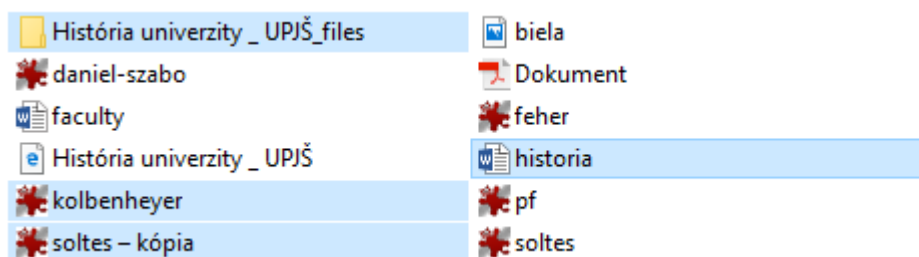 História univerzity _ UPJŠ_files
biela
daniel-szabo
Dokument
faculty
feher
História univerzity _ UPJŠ
historia
kolbenheyer
pf
soltes – kópia
soltes